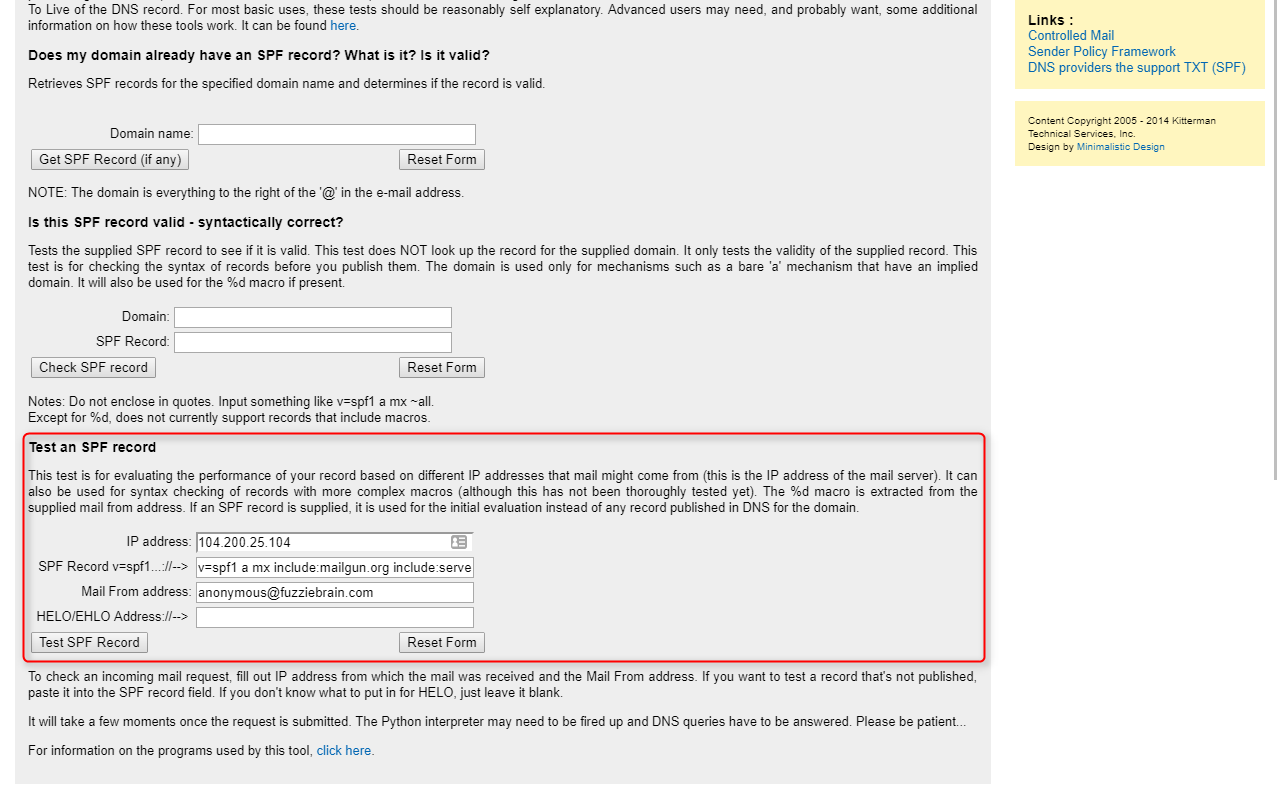 To Live of the DNS record. For most basic uses, these tests should be reasonably self explanatory. Advanced users may need, and probably want, some additional
information on how these tools work. It can be found here.
Does my domain already have an SPF record? What is it? Is it valid?
Retrieves SPF records for the specified domain name and determines if the record is valid.
Domain name:
Get SPF Record (if any) Reset Form
NOTE: The domain is everything to the right of the '@' in the e-mail address.
Is this SPF record valid - syntactically correct?
Tests the supplied SPF record to see if it is valid. This test does NOT look up the record for the supplied domain. It only tests the validity of the supplied record. This
test is for checking the syntax of records before you publish them. The domain is used only for mechanisms such as a bare 'a' mechanism that have an implied
domain. It will also be used for the %d macro if present.
Domain:
SPF Record:
Check SPF record Reset Form
Notes: Do not enclose in quotes. Input something like v=spf1 a mx ~all.
Except for %d, does not currently support records that include macros.
Test an SPF record
This test is for evaluating the performance of your record based on different IP addresses that mail might come from (this is the IP address of the mail server). It can
also be used for syntax checking of records with more complex macros (although this has not been thoroughly tested yet). The %d macro is extracted from the
supplied mail from address. If an SPF record is supplied, it is used for the initial evaluation instead of any record published in DNS for the domain.
IP address: 104.200.25.104
SPF Record v=spf1...://--> v=spf1 a mx include:mailgun.org include:serve
Mail From address: anonymous@fuzziebrain.com
HELO/EHLO Address://-->
Test SPF Record Reset Form
To check an incoming mail request, fill out IP address from which the mail was received and the Mail From address. If you want to test a record that's not published,
paste it into the SPF record field. If you don't know what to put in for HELO, just leave it blank.
It will take a few moments once the request is submitted. The Python interpreter may need to be fired up and DNS queries have to be answered. Please be patient...
For information on the programs used by this tool, click here.
Links :
Controlled Mail
Sender Policy Framework
DNS providers the support TXT (SPF)
Content Copyright 2005 - 2014 Kitterman
Technical Services, Inc.
Design by Minimalistic Design